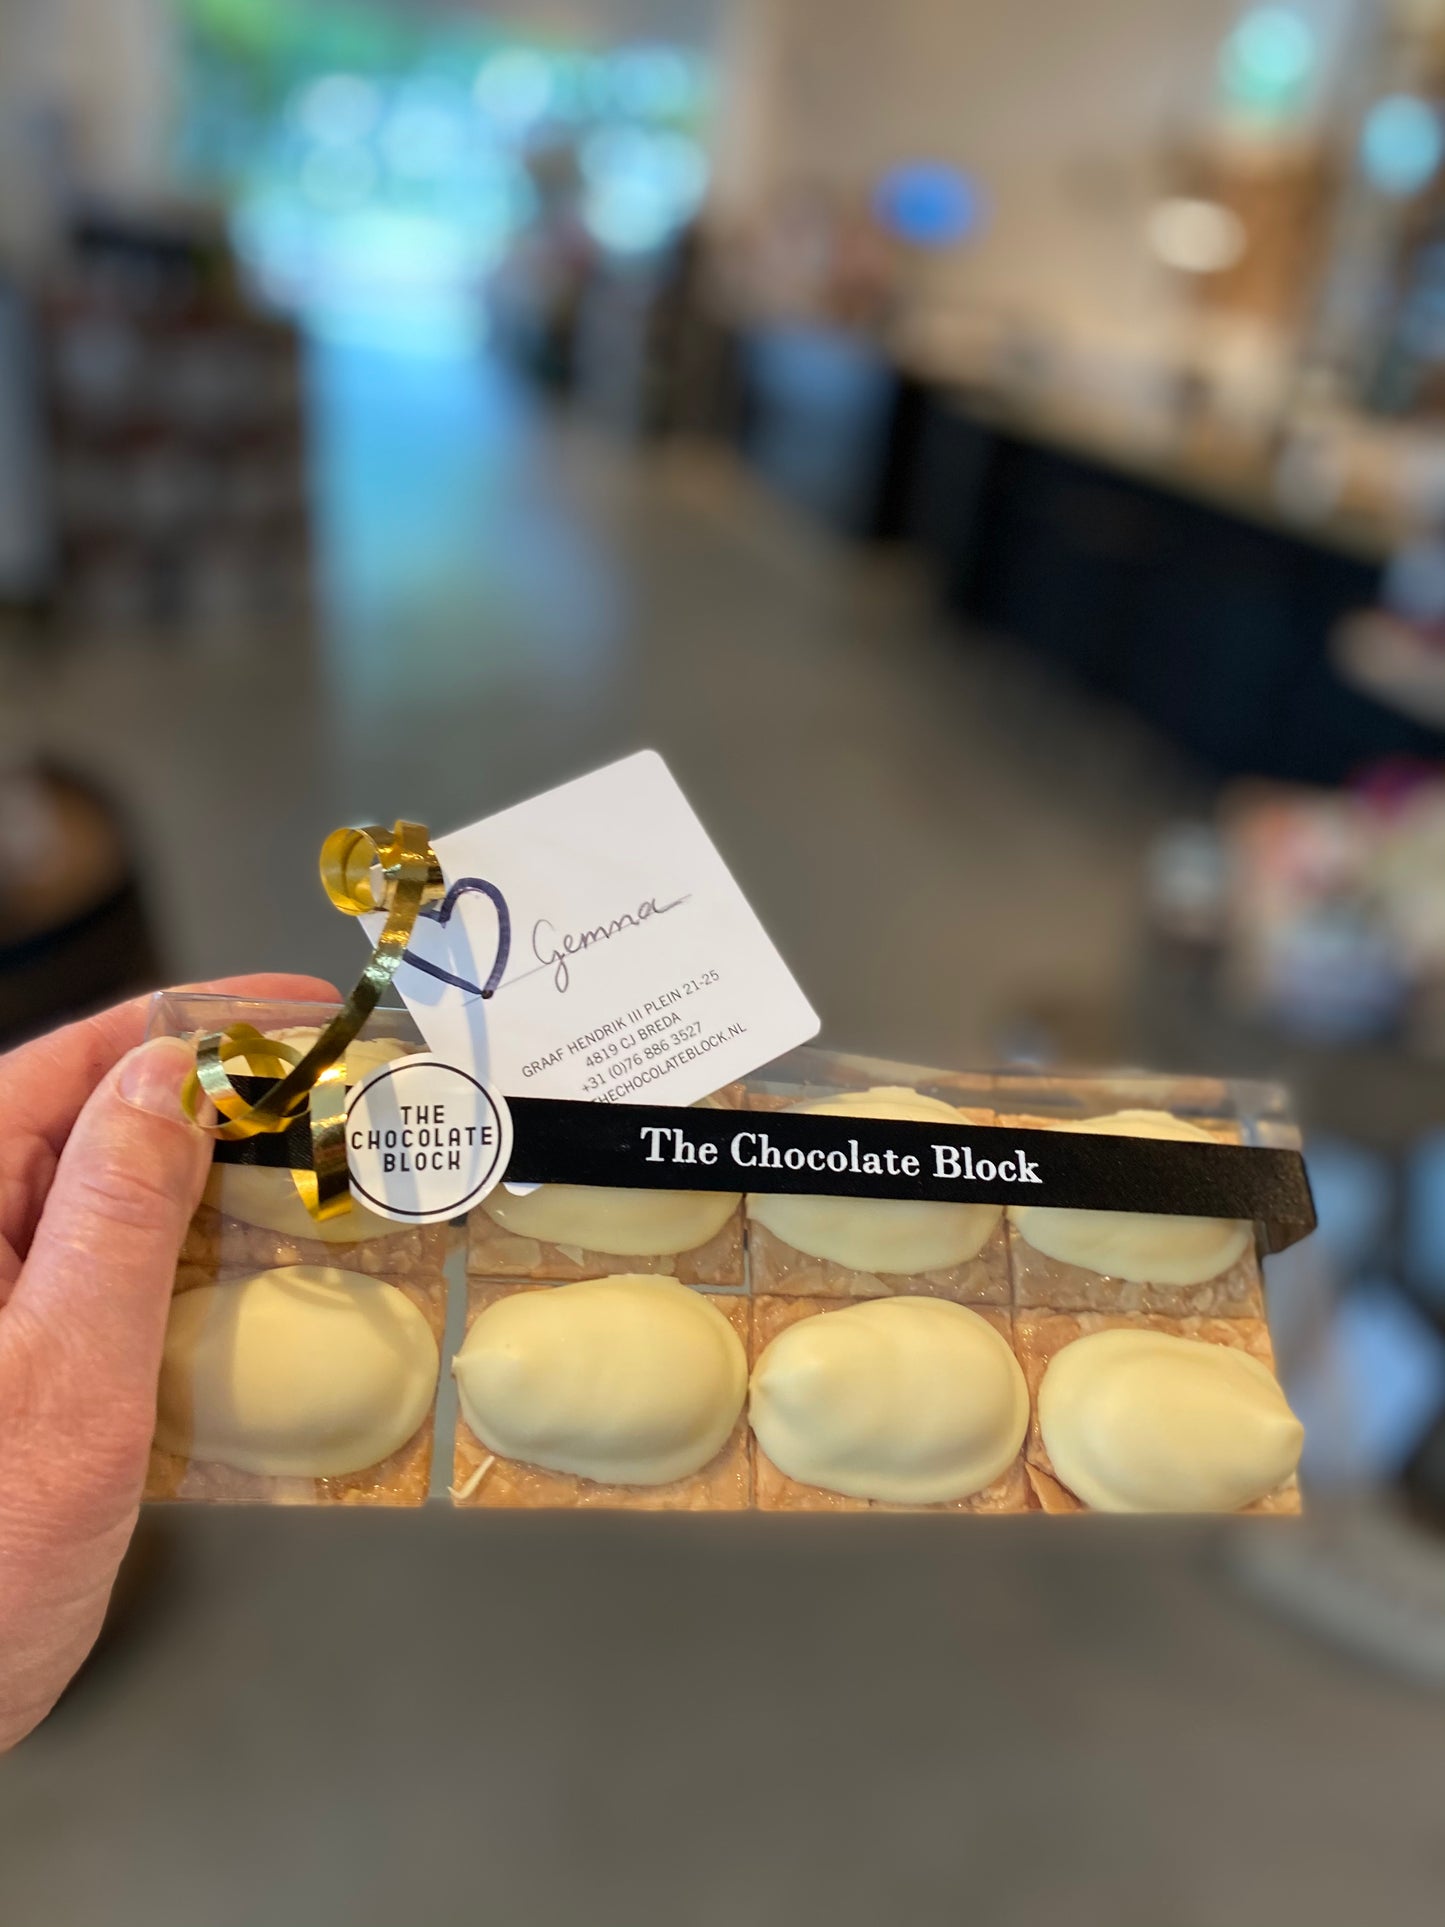 Gemma
GRAAF HENDRIK III PLEIN 21-25
4819 CJ BREDA
+31 (0)76 886 3527
THECHOCOLATEBLOCK.NL
THE
CHOCOLATE
BLOCK
The Chocolate Block